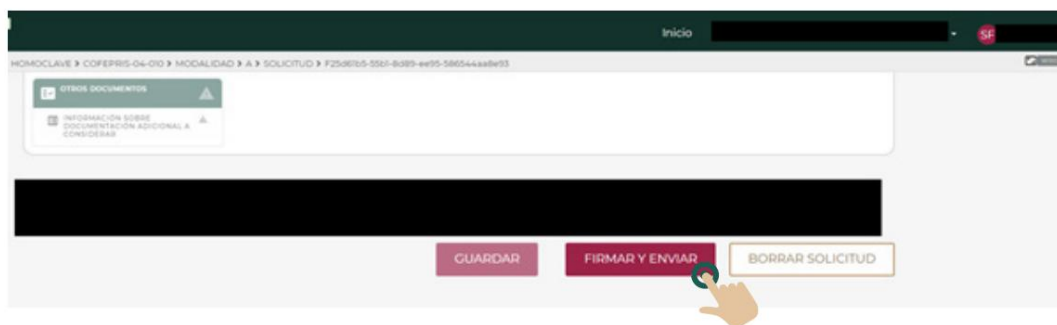 Inicio
SF
HOMOCLAVE > COFEPRIS-04-010 > MODALIDAD > A > SOLICITUD > F25d61b5-55b1-8d89-ee95-586544aa8e93
OTROS DOCUMENTOS
INFORMACIÓN SOBRE
DOCUMENTACIÓN ADICIONAL A
CONSIDERAR
GUARDAR
FIRMAR Y ENVIAR
BORRAR SOLICITUD